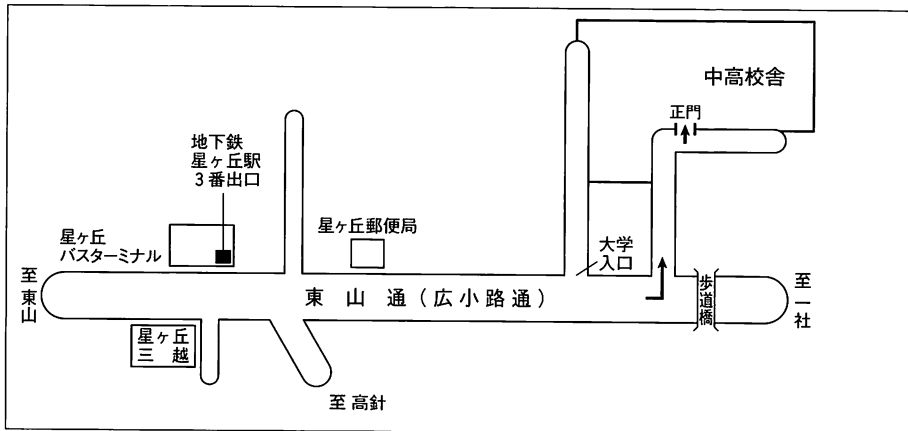 中高校舎
正門
地下鉄
星ヶ丘駅
3番出口
星ヶ丘
バスターミナル
星ヶ丘郵便局
大学
入口
至東山
東山通(広小路通)
歩道橋
至一社
星ヶ丘
三越
至高針